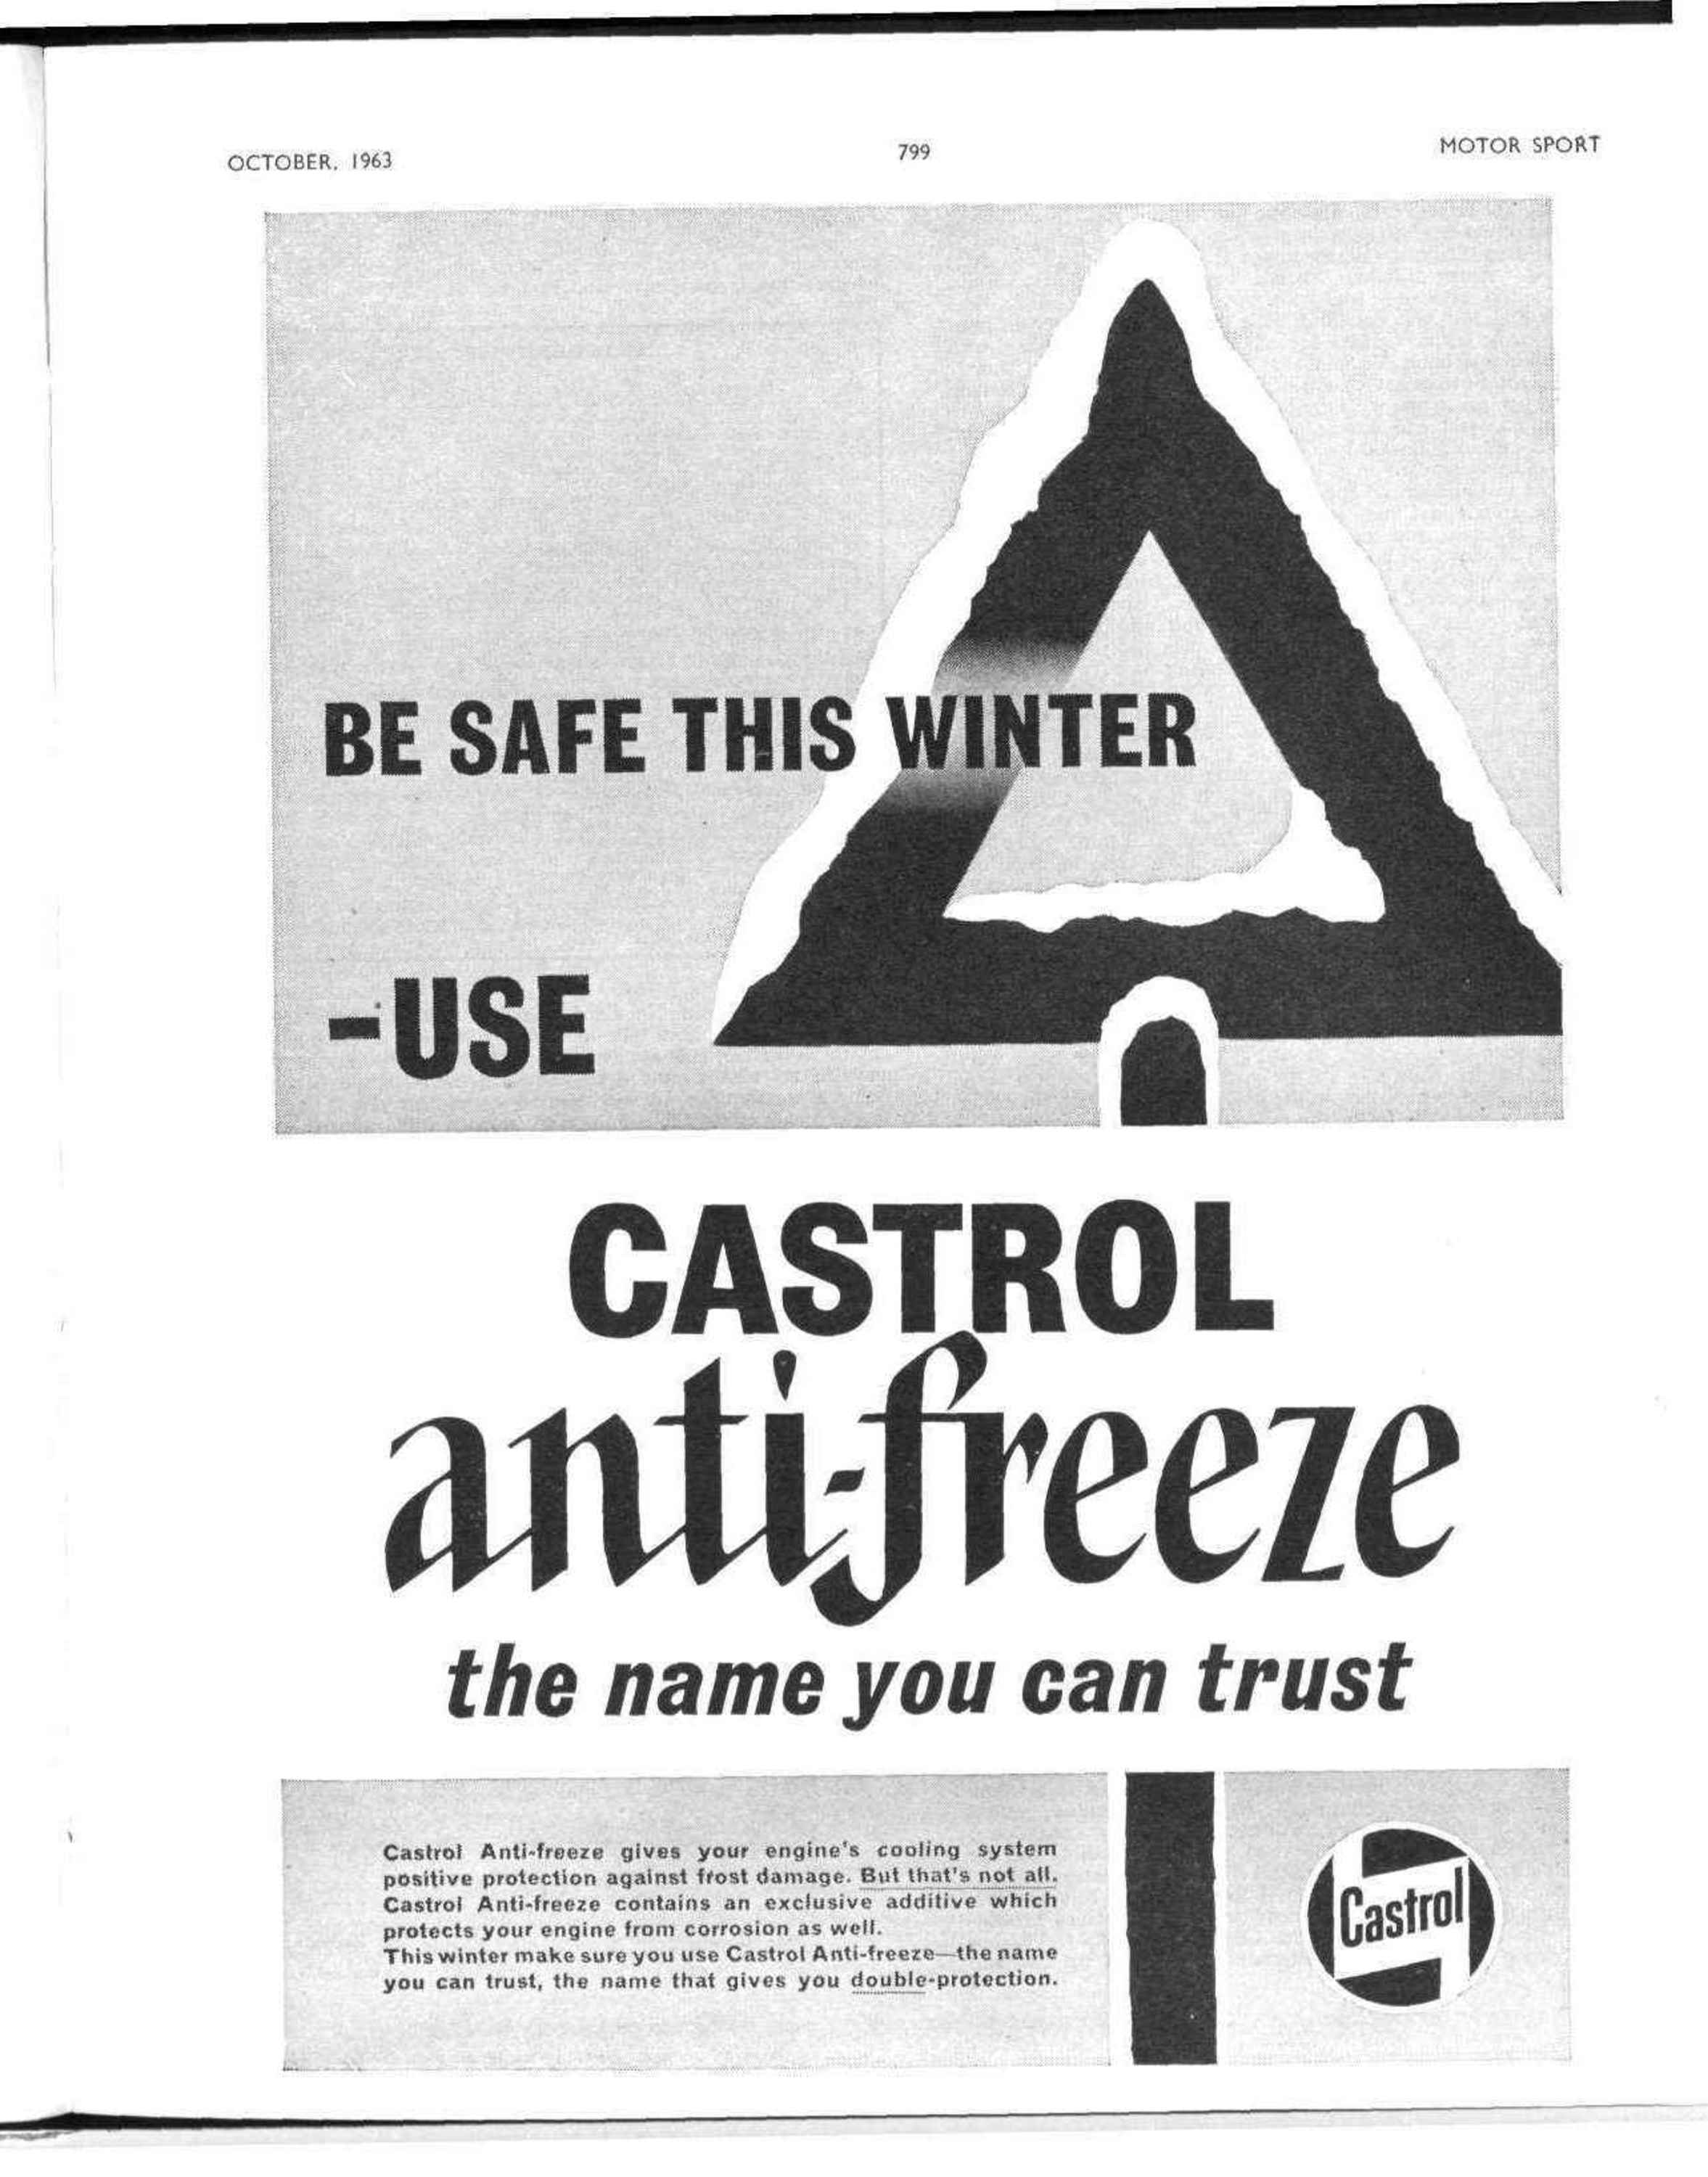 OCTOBER, 1963
799
MOTOR SPORT
BE SAFE THIS WINTER
-USE
CASTROL
anti-freeze
the name you can trust
Castrol Anti-freeze gives your engine's cooling system
positive protection against frost damage. But that's not all.
Castrol Anti-freeze contains an exclusive additive which
protects your engine from corrosion as well.
This winter make sure you use Castrol Anti-freeze—the name
you can trust, the name that gives you double-protection.
Castrol